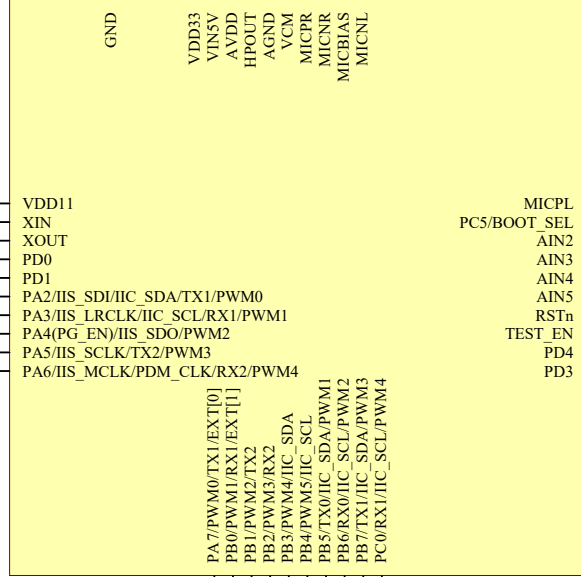 GND
VDD33
VIN5V
AVDD
HPOUT
AGND
VCM
MICPR
MICNR
MICBIAS
MICNL
VDD11
XIN
XOUT
PD0
PD1
PA2/IIS_SDI/IIC_SDA/TX1/PWM0
PA3/IIS_LRCLK/IIC_SCL/RX1/PWM1
PA4(PG_EN)/IIS_SDO/PWM2
PA5/IIS_SCLK/TX2/PWM3
PA6/IIS_MCLK/PDM_CLK/RX2/PWM4
MICPL
PC5/BOOT_SEL
AIN2
AIN3
AIN4
AIN5
RSTn
TEST_EN
PD4
PD3
PA7/PWM0/TX1/EXT[0]
PB0/PWM1/RX1/EXT[1]
PB1/PWM2/TX2
PB2/PWM3/RX2
PB3/PWM4/IIC_SDA
PB4/PWM5/IIC_SCL
PB5/TX0/IIC_SDA/PWM1
PB6/RX0/IIC_SCL/PWM2
PB7/TX1/IIC_SDA/PWM3
PC0/RX1/IIC_SCL/PWM4